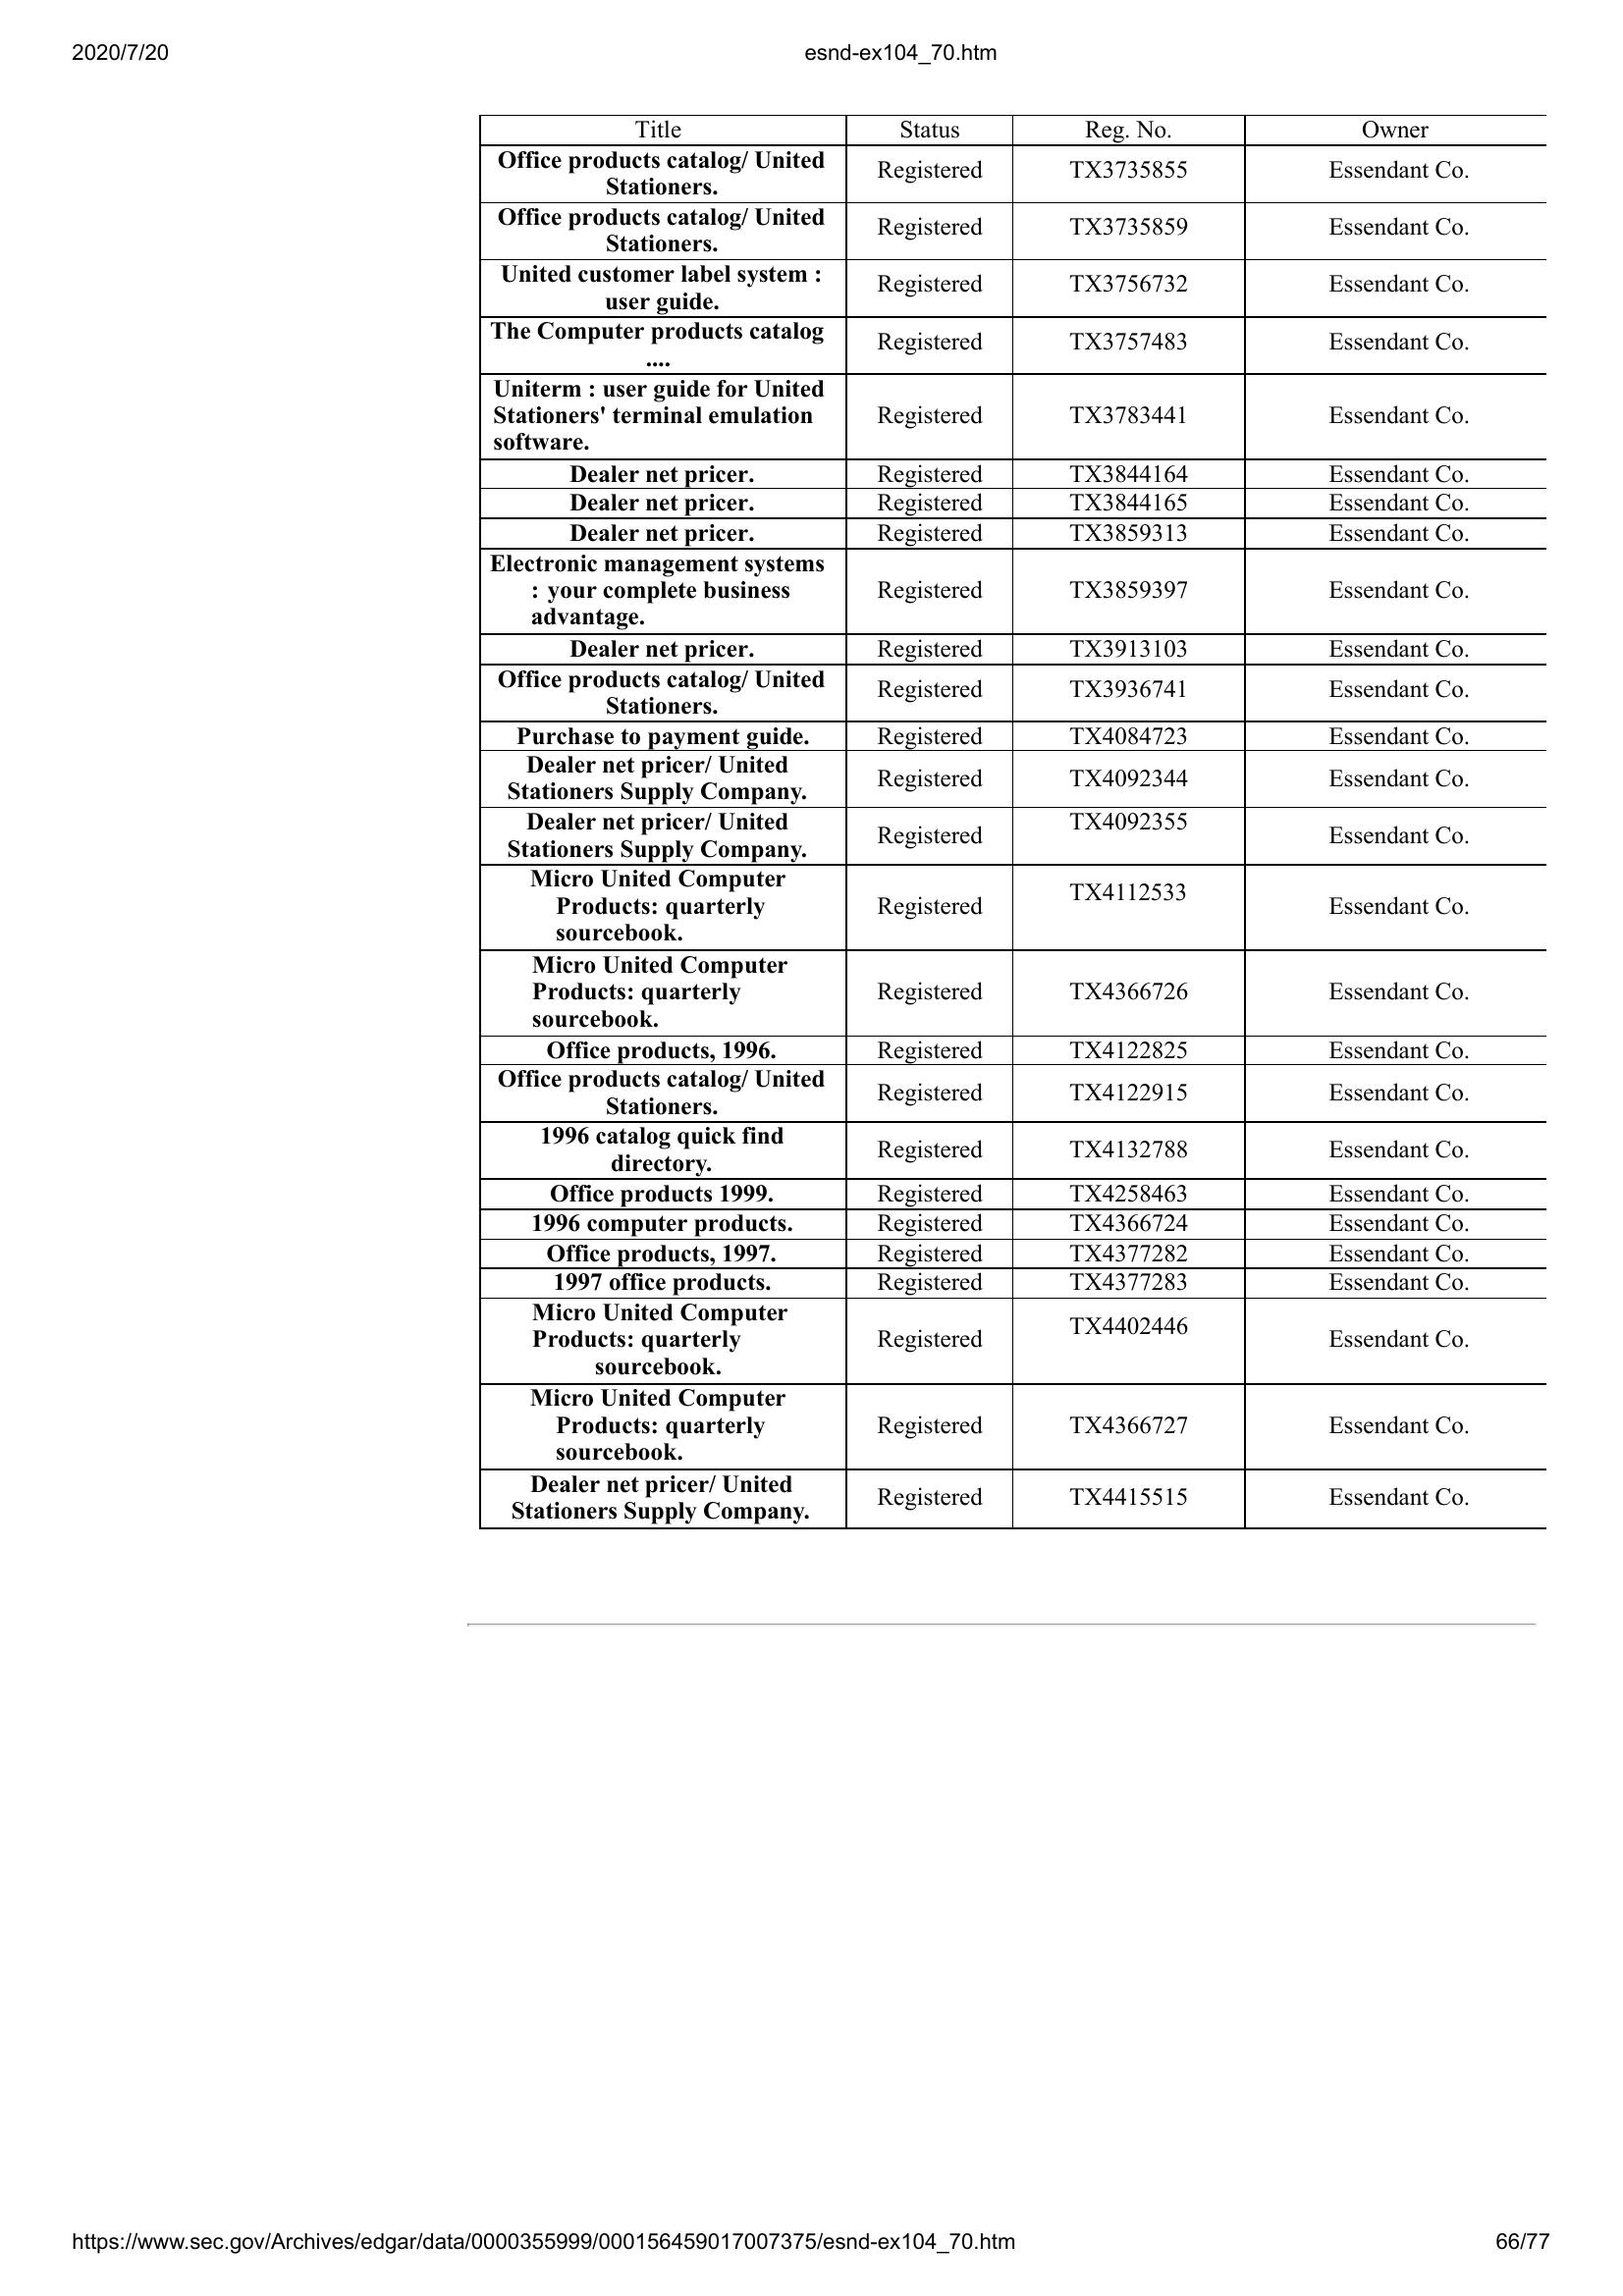 2020/7/20 esnd-ex104_70.htm
Title Status Reg. No. Owner
Office products catalog/ United
Stationers. Registered TX3735855 Essendant Co.
Office products catalog/ United
Stationers. Registered TX3735859 Essendant Co.
United customer label system :
user guide. Registered TX3756732 Essendant Co.
The Computer products catalog
.... Registered TX3757483 Essendant Co.
Uniterm : user guide for United
Stationers' terminal emulation Registered TX3783441 Essendant Co.
software.
Dealer net pricer. Registered TX3844164 Essendant Co.
Dealer net pricer. Registered TX3844165 Essendant Co.
Dealer net pricer. Registered TX3859313 Essendant Co.
Electronic management systems
: your complete business Registered TX3859397 Essendant Co.
advantage.
Dealer net pricer. Registered TX3913103 Essendant Co.
Office products catalog/ United
Stationers. Registered TX3936741 Essendant Co.
Purchase to payment guide. Registered TX4084723 Essendant Co.
Dealer net pricer/ United
Stationers Supply Company. Registered TX4092344 Essendant Co.
Dealer net pricer/ United
Stationers Supply Company. Registered TX4092355 Essendant Co.
Micro United Computer
Products: quarterly Registered TX4112533 Essendant Co.
sourcebook.
Micro United Computer
Products: quarterly Registered TX4366726 Essendant Co.
sourcebook.
Office products, 1996. Registered TX4122825 Essendant Co.
Office products catalog/ United
Stationers. Registered TX4122915 Essendant Co.
1996 catalog quick find
directory. Registered TX4132788 Essendant Co.
Office products 1999. Registered TX4258463 Essendant Co.
1996 computer products. Registered TX4366724 Essendant Co.
Office products, 1997. Registered TX4377282 Essendant Co.
1997 office products. Registered TX4377283 Essendant Co.
Micro United Computer
Products: quarterly Registered TX4402446 Essendant Co.
sourcebook.
Micro United Computer
Products: quarterly Registered TX4366727 Essendant Co.
sourcebook.
Dealer net pricer/ United
Stationers Supply Company. Registered TX4415515 Essendant Co.
https://www.sec.gov/Archives/edgar/data/0000355999/000156459017007375/esnd-ex104_70.htm 66/77